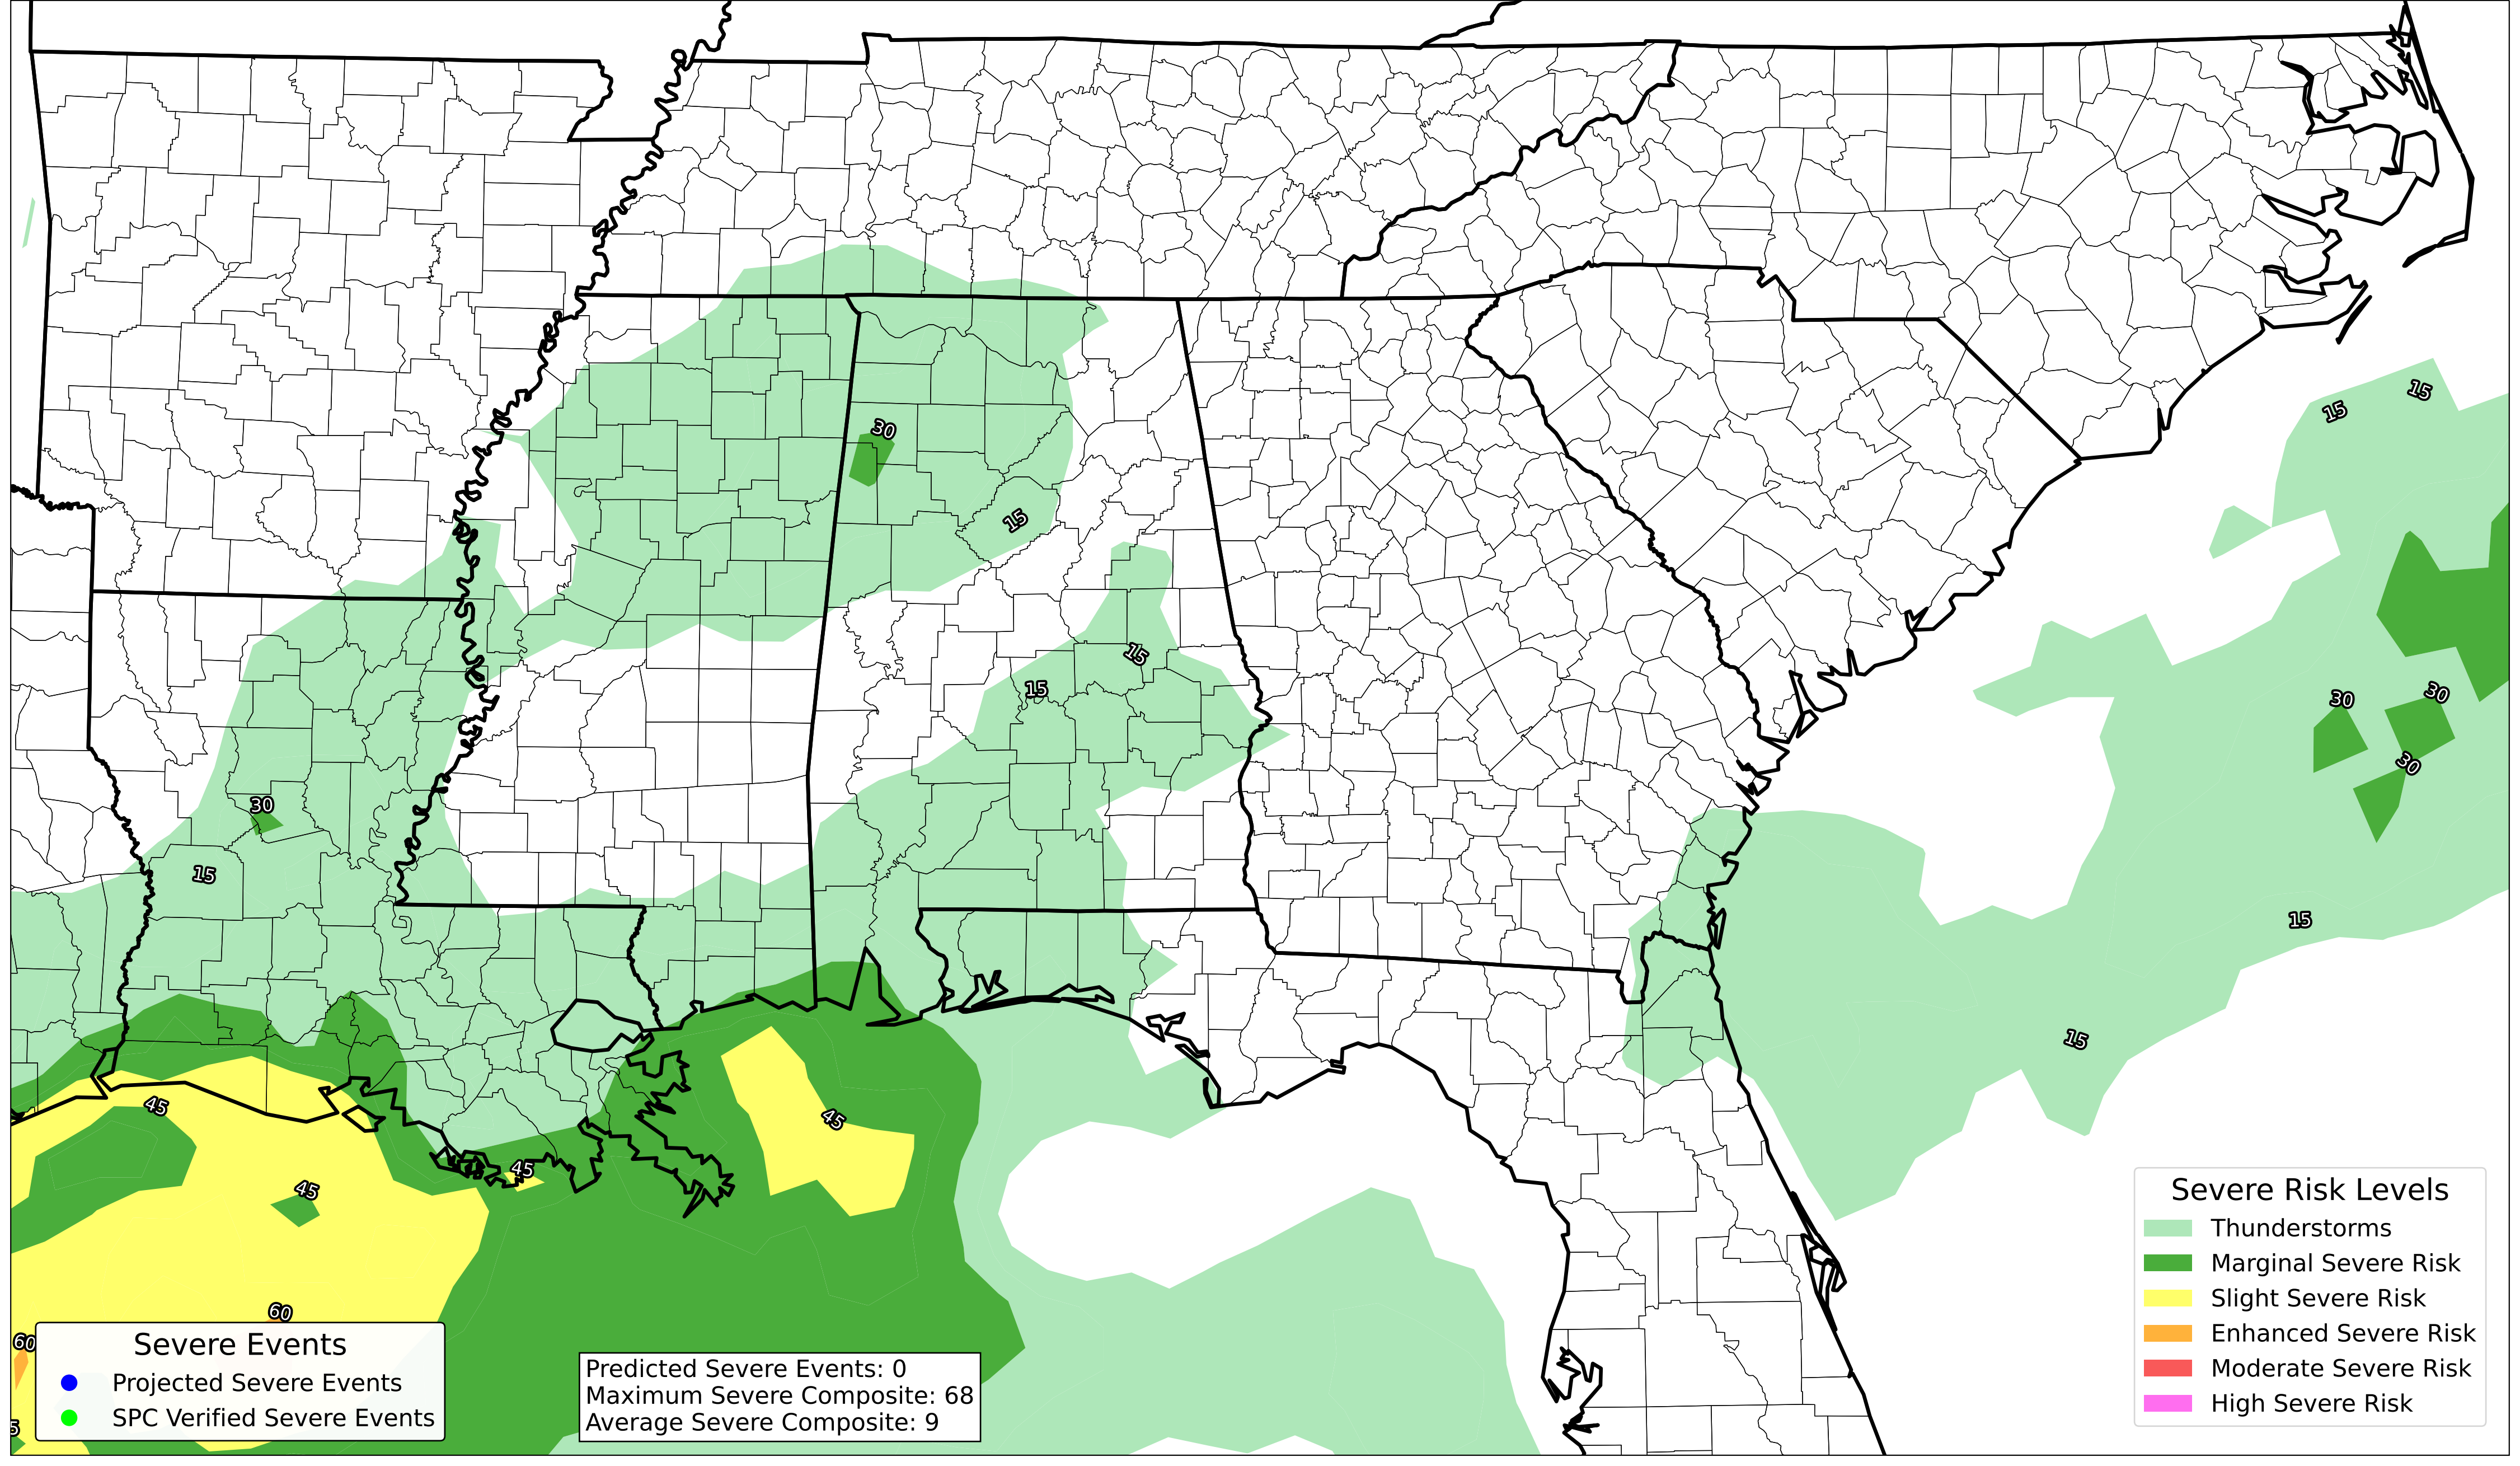 15
15
30
15
15
15
30
30
30
30
15
15
15
45
45
45
45
60
60
5
Severe Events
Projected Severe Events
SPC Verified Severe Events
Predicted Severe Events: 0
Maximum Severe Composite: 68
Average Severe Composite: 9
Severe Risk Levels
Thunderstorms
Marginal Severe Risk
Slight Severe Risk
Enhanced Severe Risk
Moderate Severe Risk
High Severe Risk